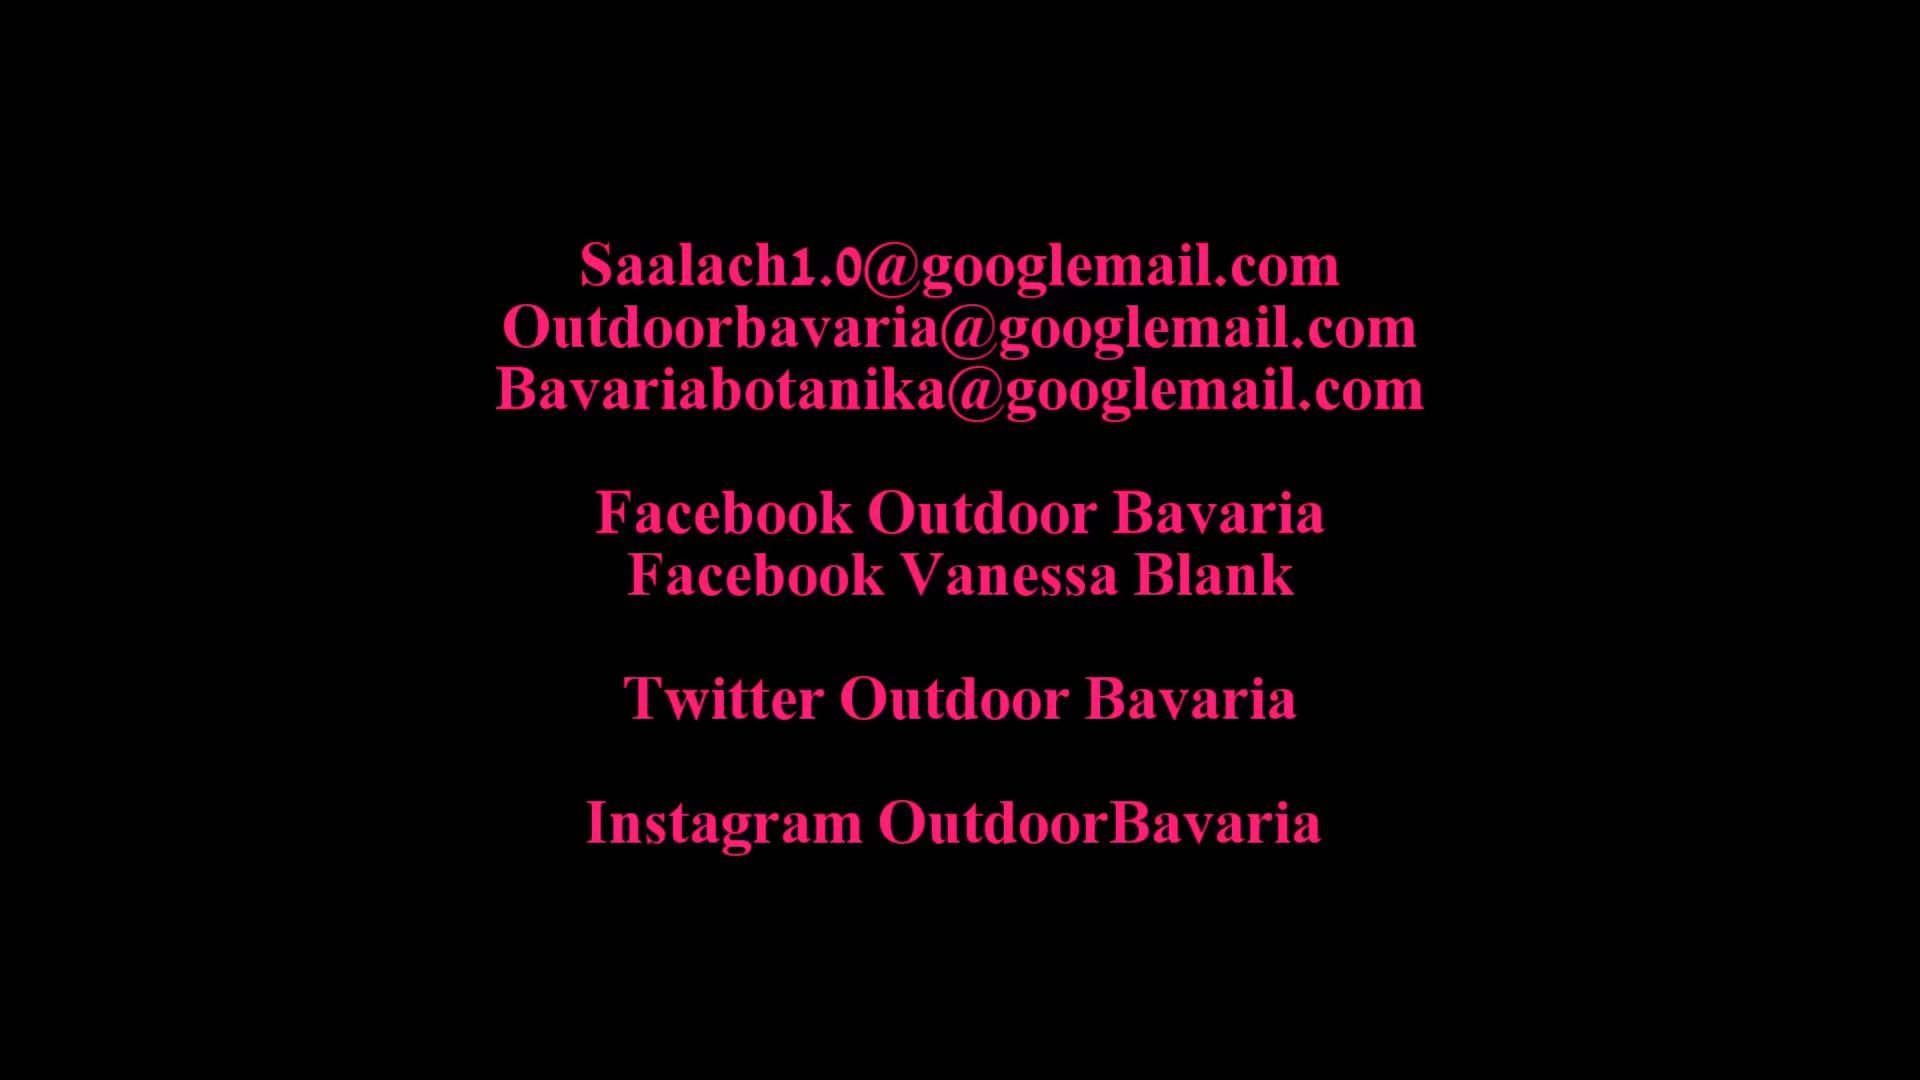 Saalach1.0@googlemail.com
Outdoorbavaria@googlemail.com
Bavariabotanika@googlemail.com
Facebook Outdoor Bavaria
Facebook Vanessa Blank
Twitter Outdoor Bavaria
Instagram OutdoorBavaria